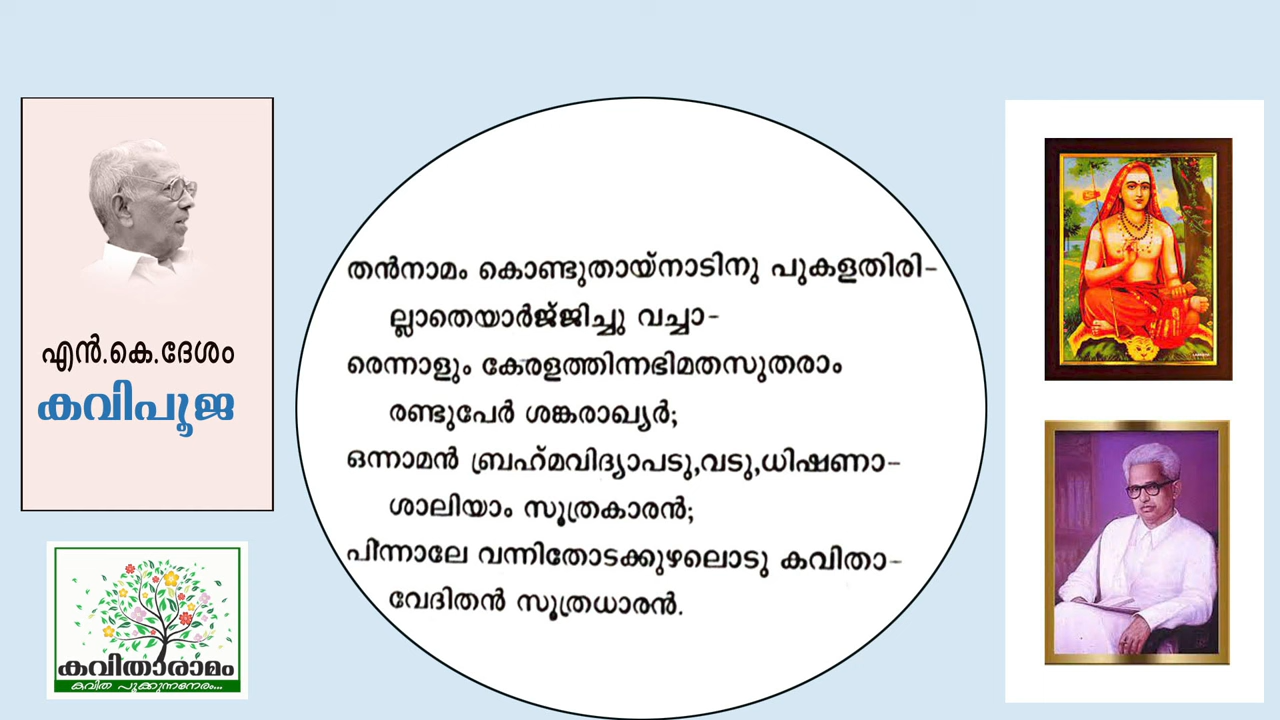 എൻ.കെ.ദേശം
കവിപൂജ
കവിതാരാമം
കവിത പൂക്കുന്നനേരം...
തൻനാമം കൊണ്ടുതായ്നാടിനു പുകളതിരി-
ല്ലാതെയാർജ്ജിച്ചു വച്ചാ-
രെന്നാളും കേരളത്തിന്നഭിമതസുതരാം
രണ്ടുപേർ ശങ്കരാഖ്യർ;
ഒന്നാമൻ ബ്രഹ്മവിദ്യാപടു,വടു,ധിഷണാ-
ശാലിയാം സൂത്രകാരൻ;
പിന്നാലേ വന്നിതോടക്കുഴലൊടു കവിതാ-
വേദിതൻ സൂത്രധാരൻ.